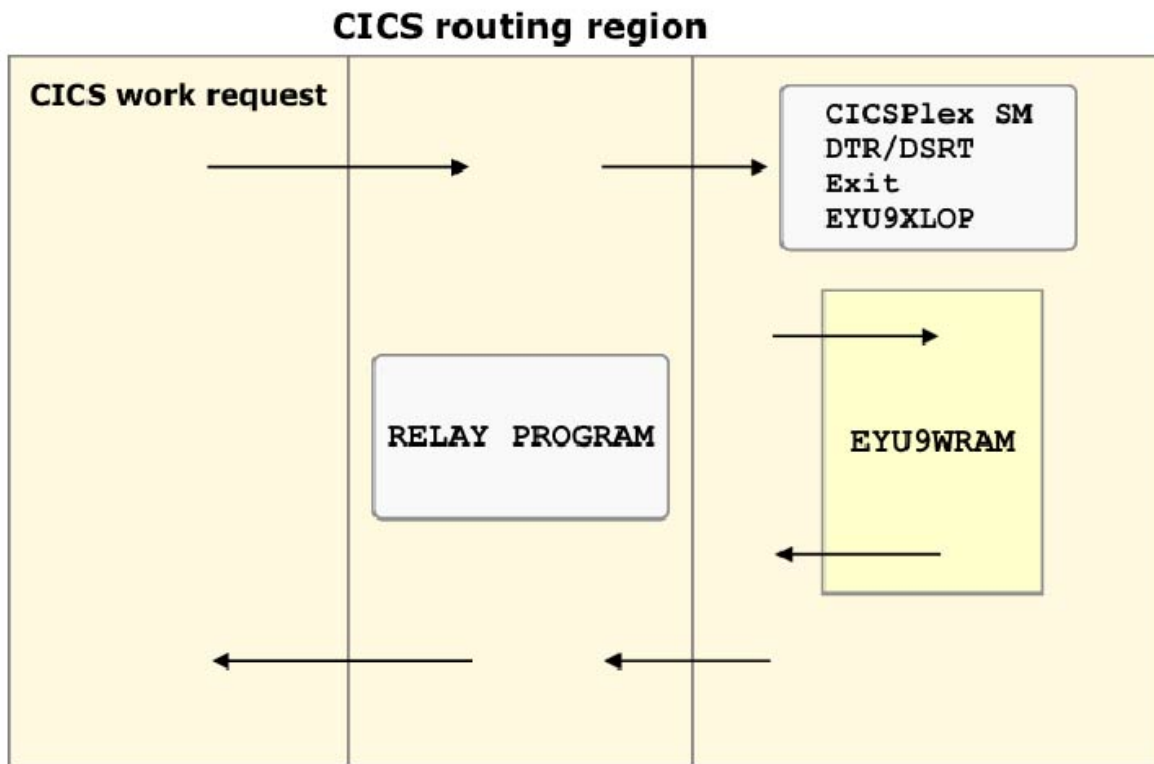 CICS routing region
CICS work request
CICSPlex SM
DTR/DSRT
Exit
EYU9XLOP
RELAY PROGRAM
EYU9WRAM